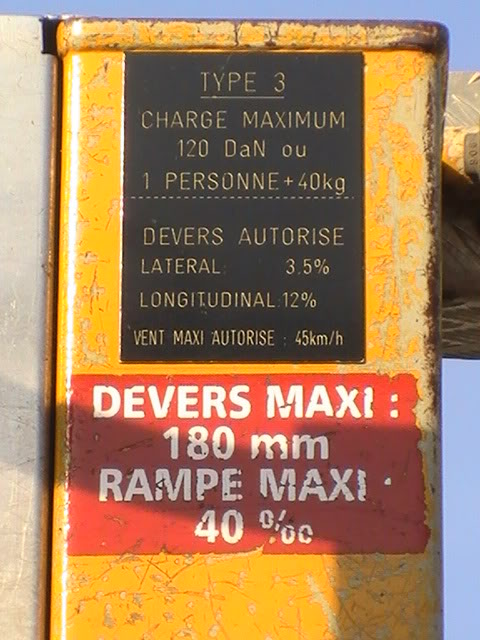 TYPE 3
CHARGE MAXIMUM
120 DaN ou
1 PERSONNE+40kg
DEVERS AUTORISE
LATERAL: 3.5%
LONGITUDINAL:12%
VENT MAXI AUTORISE : 45km/h
DEVERS MAXI :
180 mm
RAMPE MAXI :
40 ‰